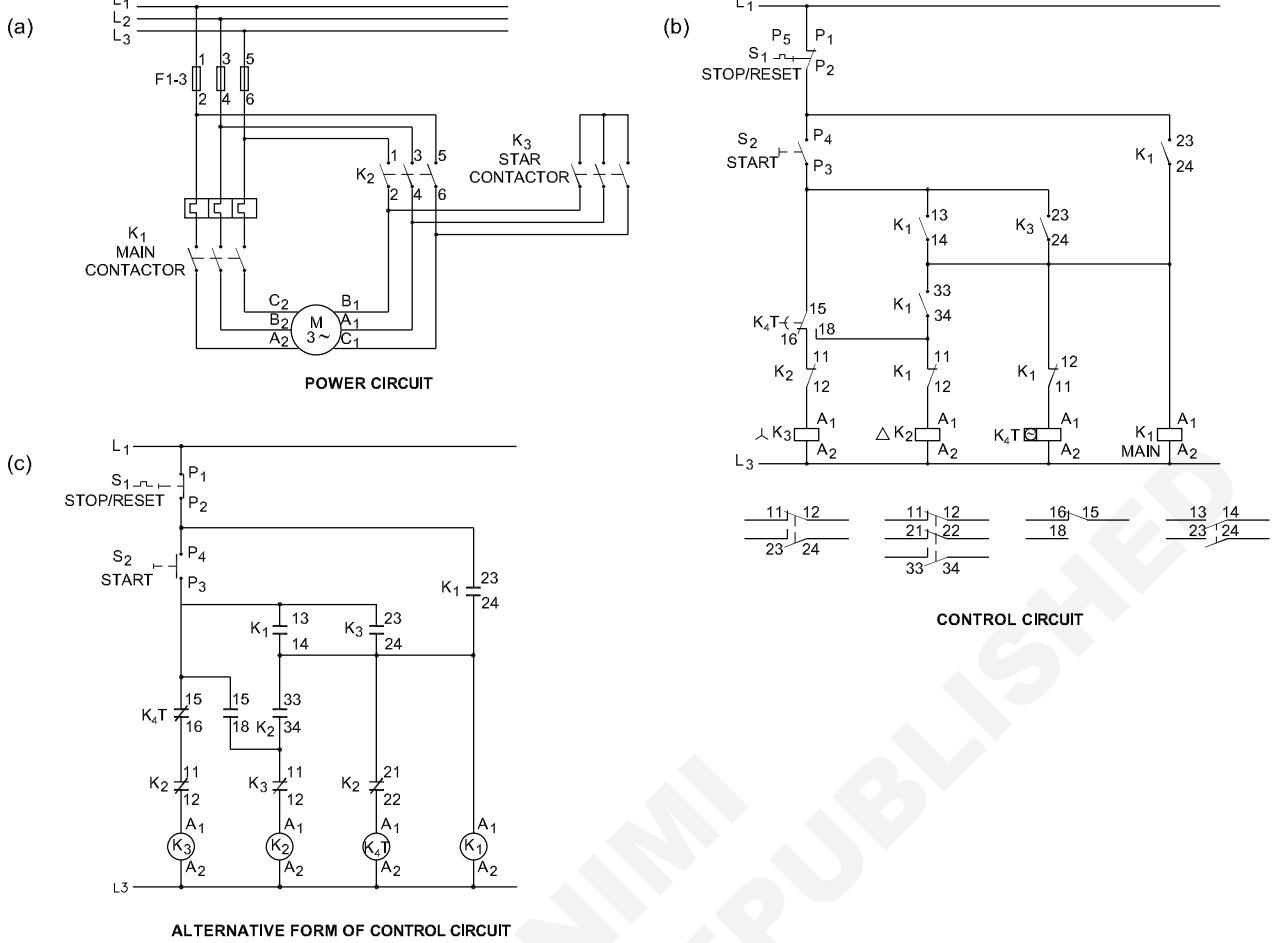 (a)
L1
L2
L3
F1-3
1 3 5
2 4 6
K1
MAIN
CONTACTOR
K2
1 3 5
2 4 6
K3
STAR
CONTACTOR
C2 B1
B2 A1
A2 C1
M
3~
POWER CIRCUIT
(b)
L1
P5 P1
S1
P2
STOP/RESET
S2 P4
START
P3
K1 23
24
K1 13
14
K3 23
24
K1 33
34
K4T 15
16 18
K2 11
12
K1 11
12
K1 12
11
K3 A1
A2
△ K2 A1
A2
K4T A1
A2
K1 A1
MAIN A2
L3
11 12
23 24
11 12
21 22
33 34
16 15
18
13 14
23 24
CONTROL CIRCUIT
(c)
L1
S1 P1
STOP/RESET P2
S2 P4
START P3
K1 23
24
K1 13
14
K3 23
24
K4T 15
16
15
18
K2 33
34
K2 11
12
K3 11
12
K2 21
22
A1 A1 A1 A1
K3 K2 K4T K1
A2 A2 A2 A2
L3
ALTERNATIVE FORM OF CONTROL CIRCUIT
NIMI